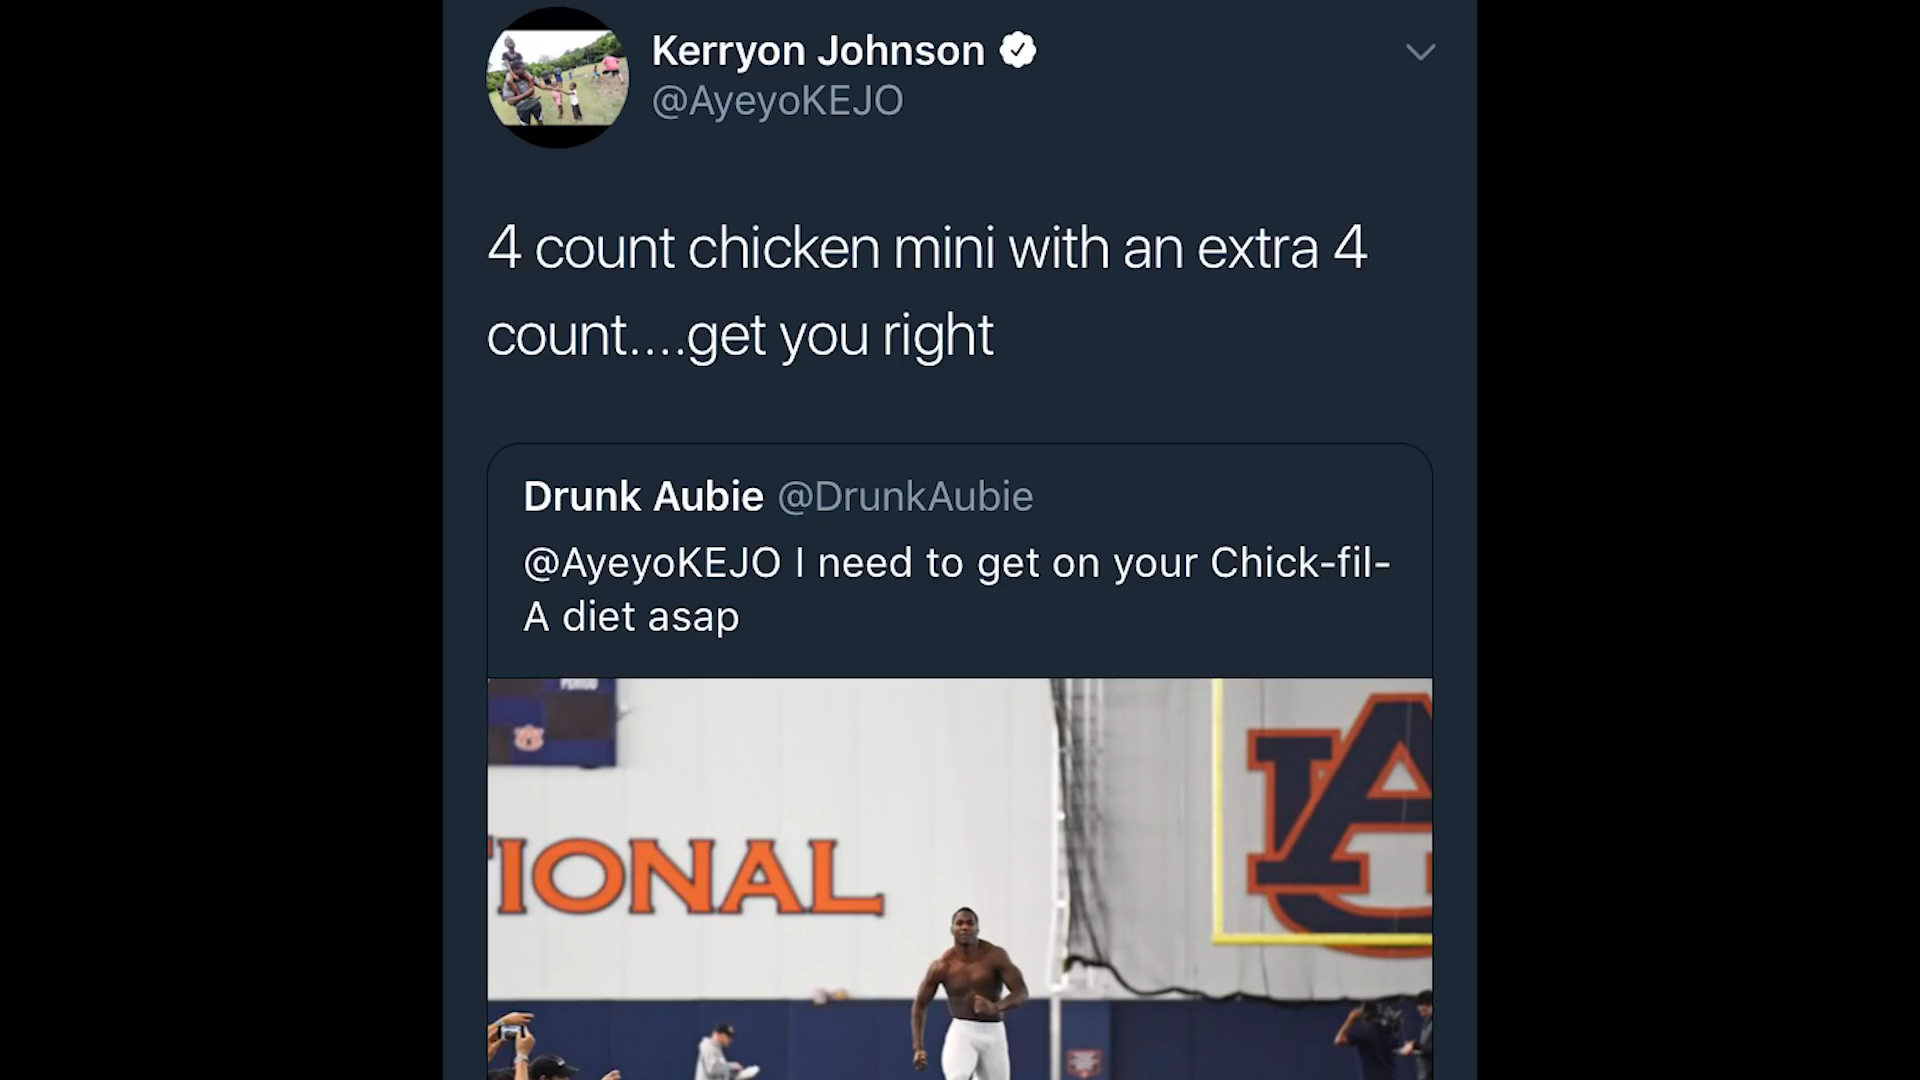 Kerryon Johnson
@AyeyoKEJO
4 count chicken mini with an extra 4
count....get you right
Drunk Aubie @DrunkAubie
@AyeyoKEJO I need to get on your Chick-fil-
A diet asap
IONAL
AU